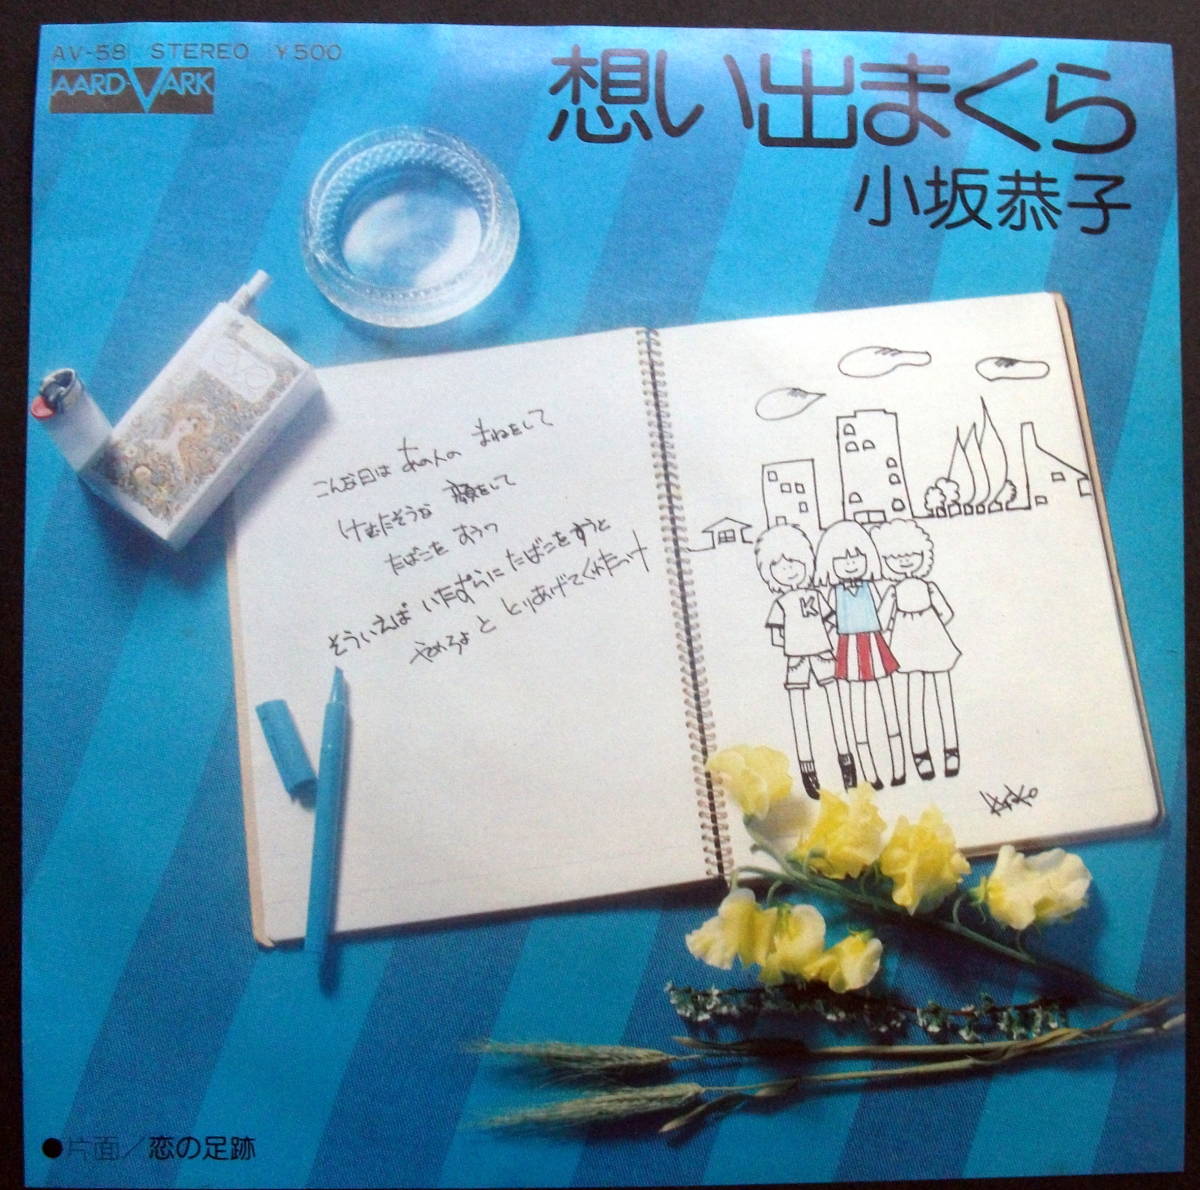 AV-58 STEREO ¥500
AARD-VARK
想い出まくら
小坂恭子
こんな日は あの人の まねをして
けむたそうな 顔をして
たばこを すうわ
そういえば いたずらに たばこをすうと
やめろよ と とりあげてくれたっけ
K
●片面/恋の足跡